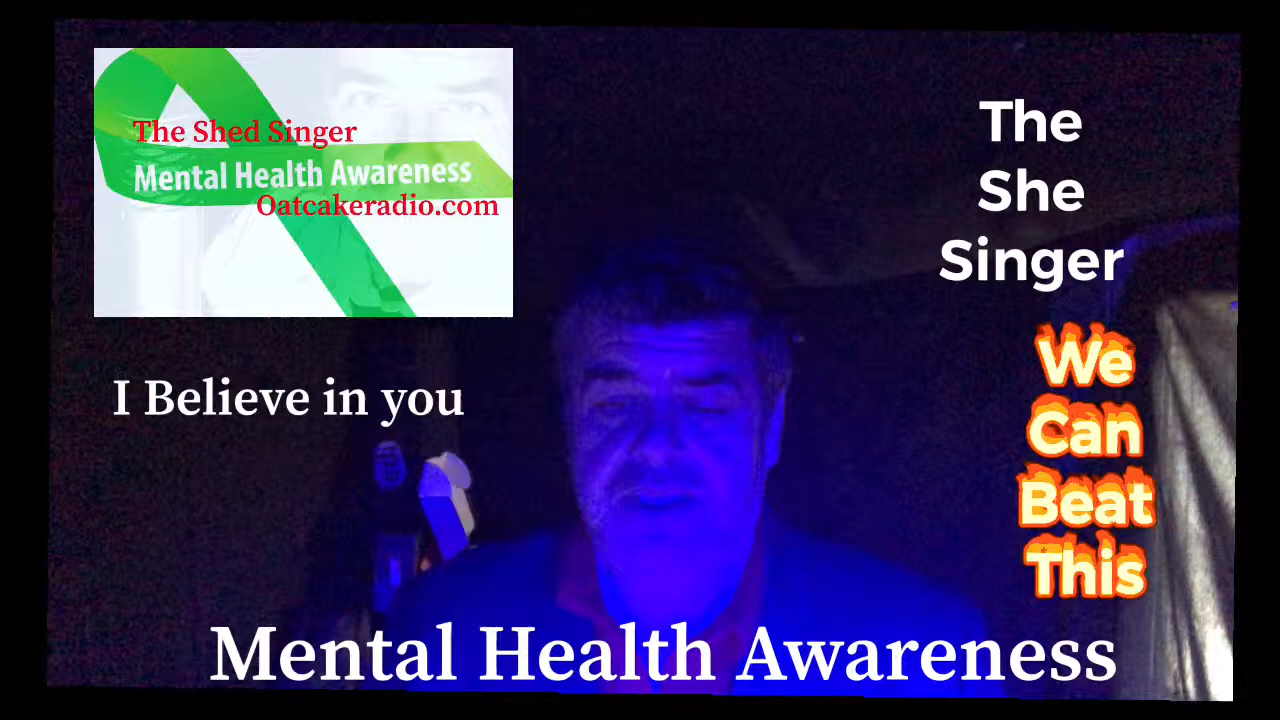 The Shed Singer
Mental Health Awareness
Oatcakeradio.com
I Believe in you
The
She
Singer
We
Can
Beat
This
Mental Health Awareness